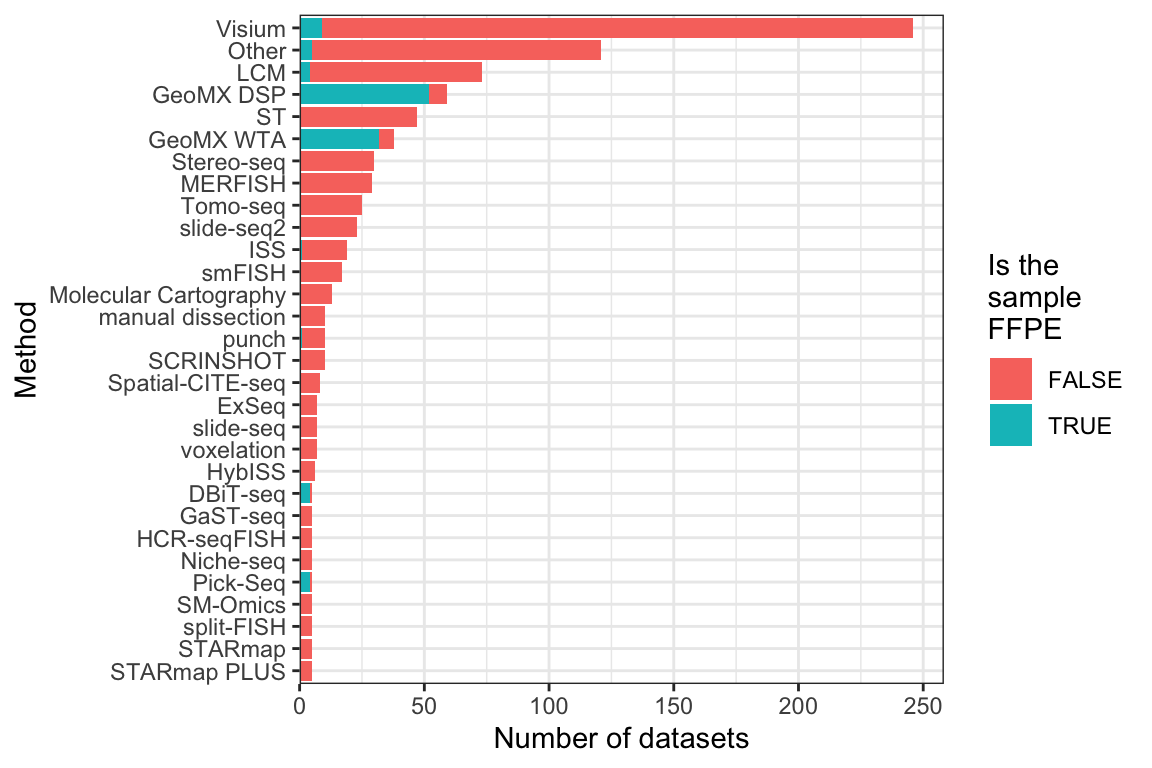 Visium
Other
LCM
GeoMX DSP
ST
GeoMX WTA
Stereo-seq
MERFISH
Tomo-seq
slide-seq2
ISS
smFISH
Molecular Cartography
manual dissection
punch
SCRINSHOT
Spatial-CITE-seq
ExSeq
slide-seq
voxelation
HybISS
DBiT-seq
GaST-seq
HCR-seqFISH
Niche-seq
Pick-Seq
SM-Omics
split-FISH
STARmap
STARmap PLUS
Method
0 50 100 150 200 250
Number of datasets
Is the
sample
FFPE
FALSE
TRUE